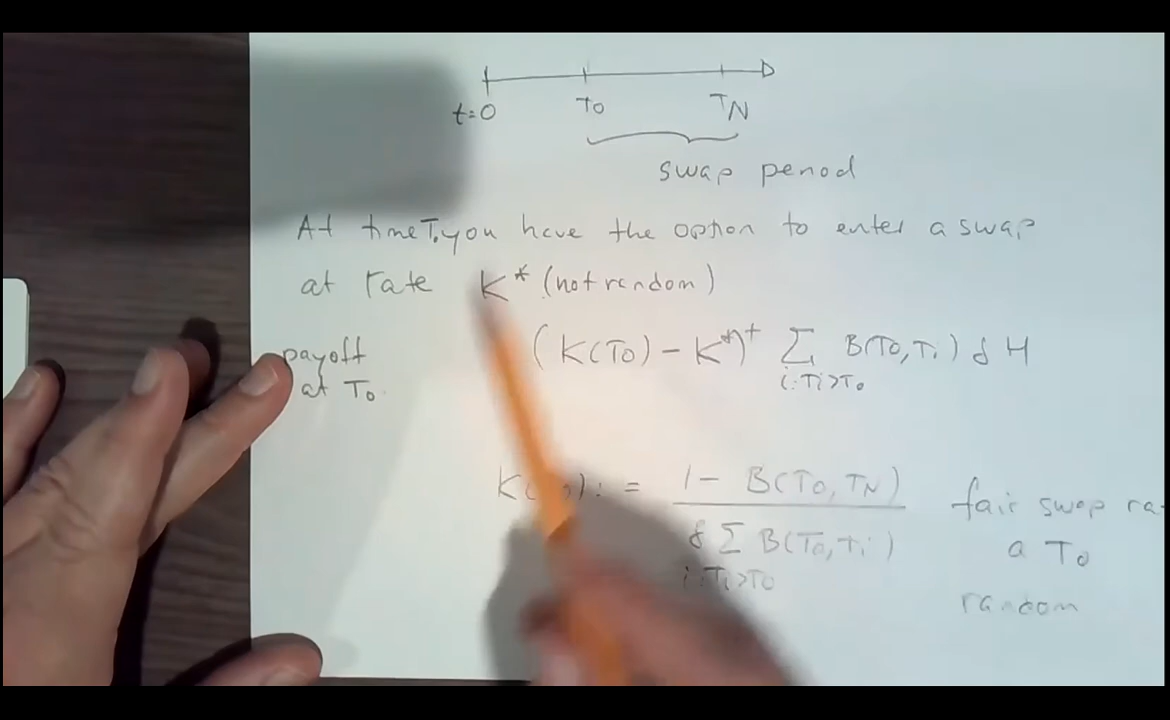 t=0 T0 TN
swap period
At time T0 you have the option to enter a swap
at rate K* (not random)
payoff (K(T0) - K*)+ ∑ B(T0,Ti) δ H
at T0 i:Ti>T0
:= 1 - B(T0,TN) fair swap
δ ∑ B(T0,Ti) a T0
i:Ti>T0 random